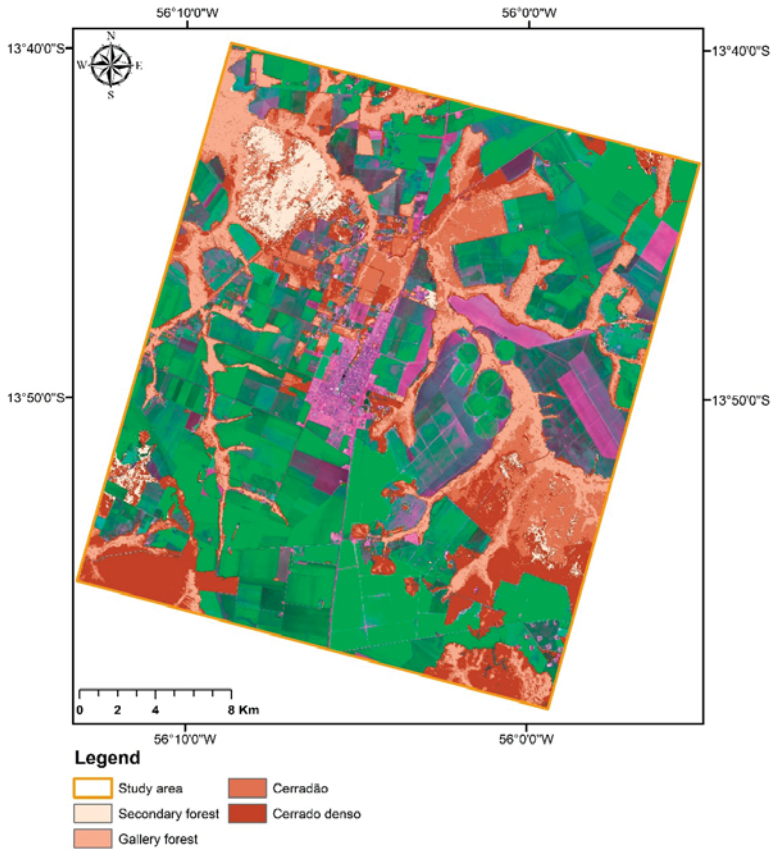 56°10'0"W 56°0'0"W
13°40'0"S 13°40'0"S
N
W E
S
13°50'0"S 13°50'0"S
0 2 4 8 Km
56°10'0"W 56°0'0"W
Legend
Study area Cerradão
Secondary forest Cerrado denso
Gallery forest